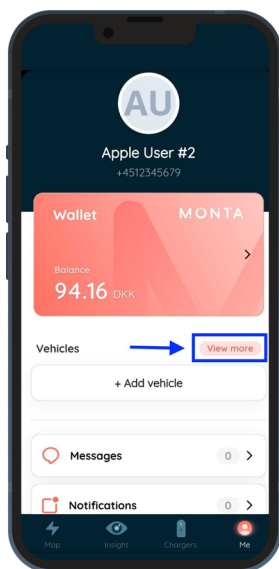 AU
Apple User #2
+4512345679
Wallet MONTA
Balance
94.16 DKK
Vehicles View more
+ Add vehicle
Messages 0
Notifications 0
Map Insight Chargers Me